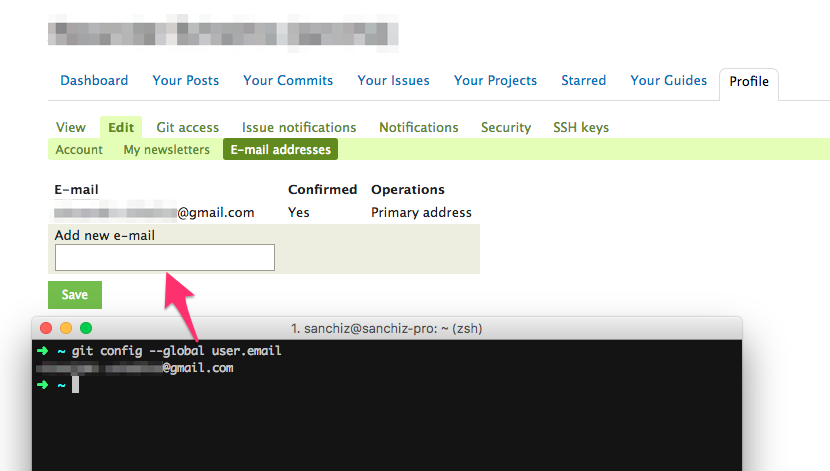 Dashboard Your Posts Your Commits Your Issues Your Projects Starred Your Guides Profile
View Edit Git access Issue notifications Notifications Security SSH keys
Account My newsletters E-mail addresses
E-mail Confirmed Operations
@gmail.com Yes Primary address
Add new e-mail
Save
1. sanchiz@sanchiz-pro: ~ (zsh)
➜ ~ git config --global user.email
@gmail.com
➜ ~